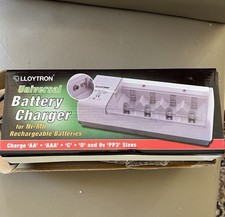 LLOYTRON
Universal
Battery
Charger
for Ni-MH
Rechargeable Batteries
Charge 'AA' • 'AAA' • 'C' • 'D' and 9v 'PP3' Sizes